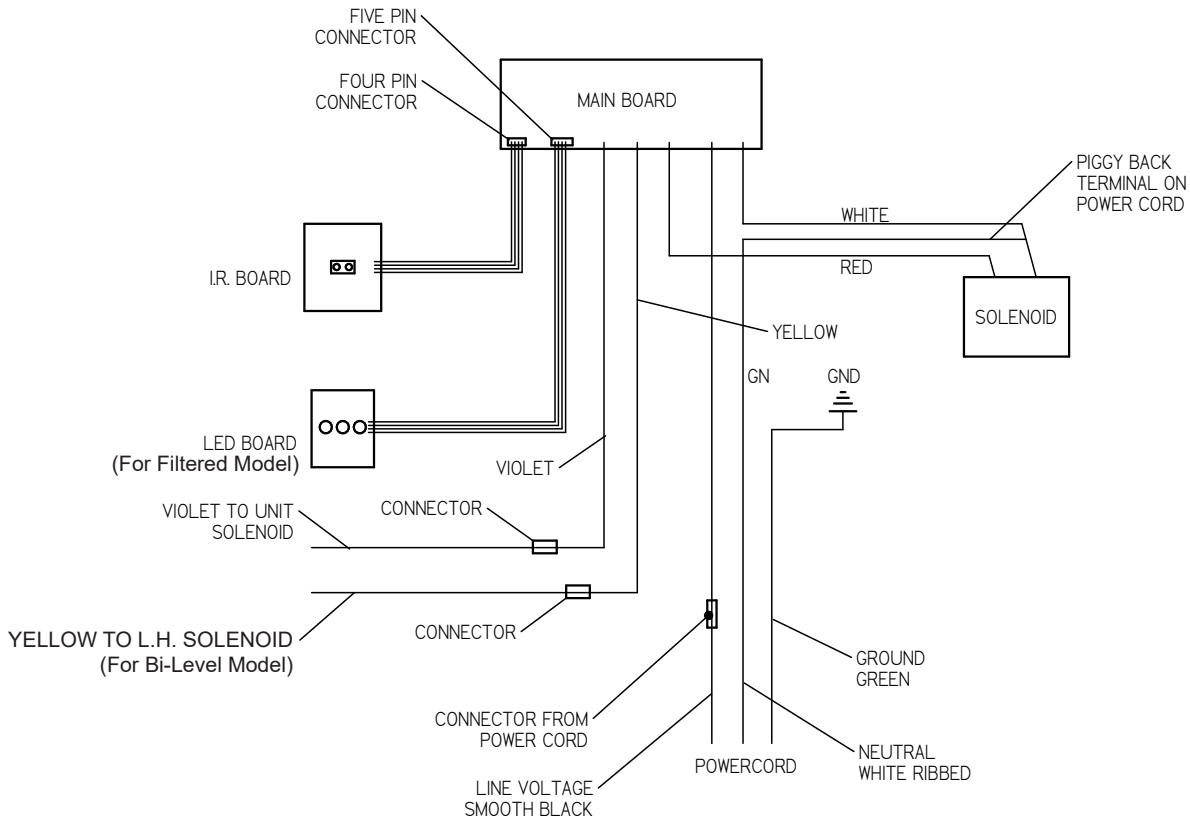 FIVE PIN
CONNECTOR
FOUR PIN
CONNECTOR
MAIN BOARD
PIGGY BACK
TERMINAL ON
POWER CORD
WHITE
RED
I.R. BOARD
SOLENOID
YELLOW
GN
GND
LED BOARD
(For Filtered Model)
VIOLET
VIOLET TO UNIT
SOLENOID
CONNECTOR
YELLOW TO L.H. SOLENOID
(For Bi-Level Model)
CONNECTOR
GROUND
GREEN
CONNECTOR FROM
POWER CORD
NEUTRAL
WHITE RIBBED
POWERCORD
LINE VOLTAGE
SMOOTH BLACK